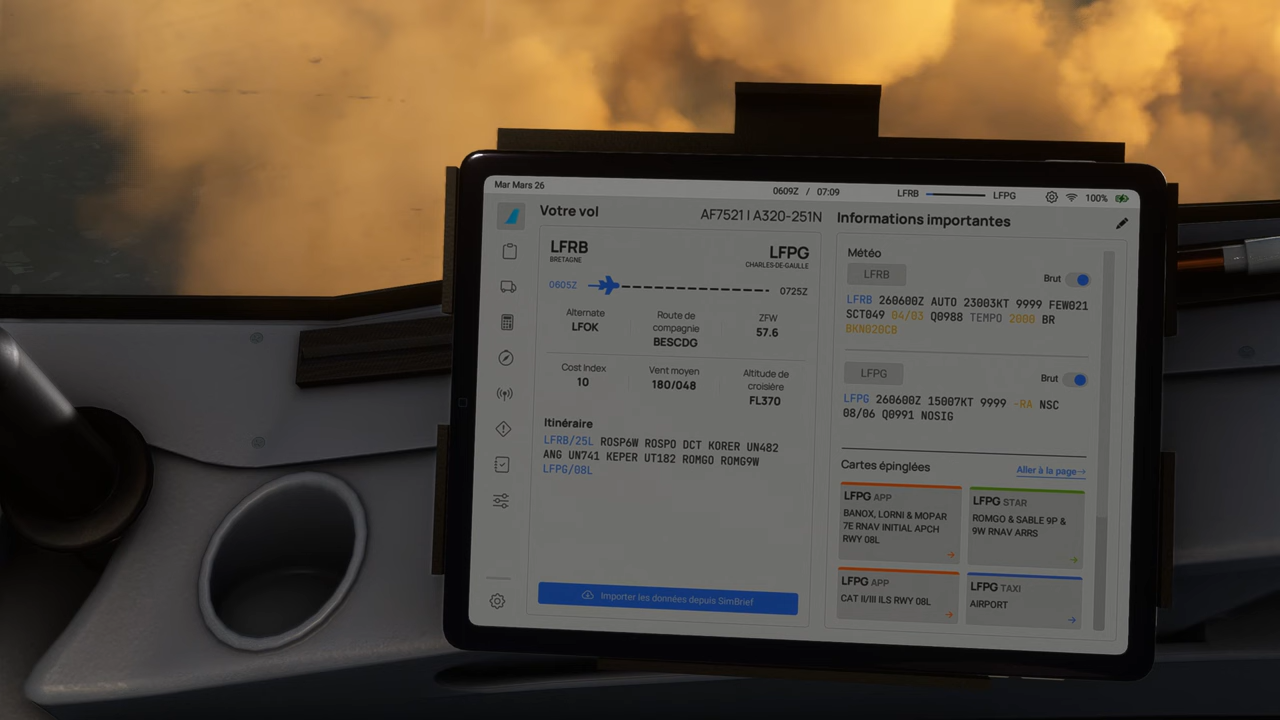 Mar Mars 26
0609Z / 07:09
LFRB LFPG
100%
Votre vol
AF7521 | A320-251N
LFRB
BRETAGNE
LFPG
CHARLES-DE-GAULLE
0605Z
0725Z
Alternate
LFOK
Route de
compagnie
BESCDG
ZFW
57.6
Cost Index
10
Vent moyen
180/048
Altitude de
croisière
FL370
Itinéraire
LFRB/25L ROSP6W ROSPO DCT KORER UN482
ANG UN741 KEPER UT182 ROMGO ROMG9W
LFPG/08L
Importer les données depuis SimBrief
Informations importantes
Météo
LFRB
Brut
LFRB 260600Z AUTO 23003KT 9999 FEW021
SCT049 04/03 Q0988 TEMPO 2000 BR
BKN020CB
LFPG
Brut
LFPG 260600Z 15007KT 9999 -RA NSC
08/06 Q0991 NOSIG
Cartes épinglées
Aller à la page
LFPG APP
BANOX, LORNI & MOPAR
7E RNAV INITIAL APCH
RWY 08L
LFPG STAR
ROMGO & SABLE 9P &
9W RNAV ARRS
LFPG APP
CAT II/III ILS RWY 08L
LFPG TAXI
AIRPORT